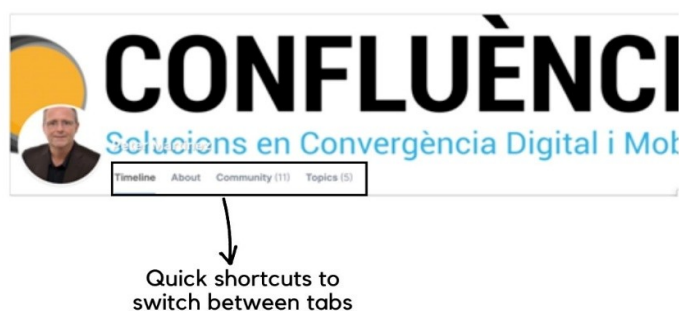 CONFLUÈNCI
Solucions en Convergència Digital i Mob
Timeline About Community (11) Topics (5)
Quick shortcuts to
switch between tabs